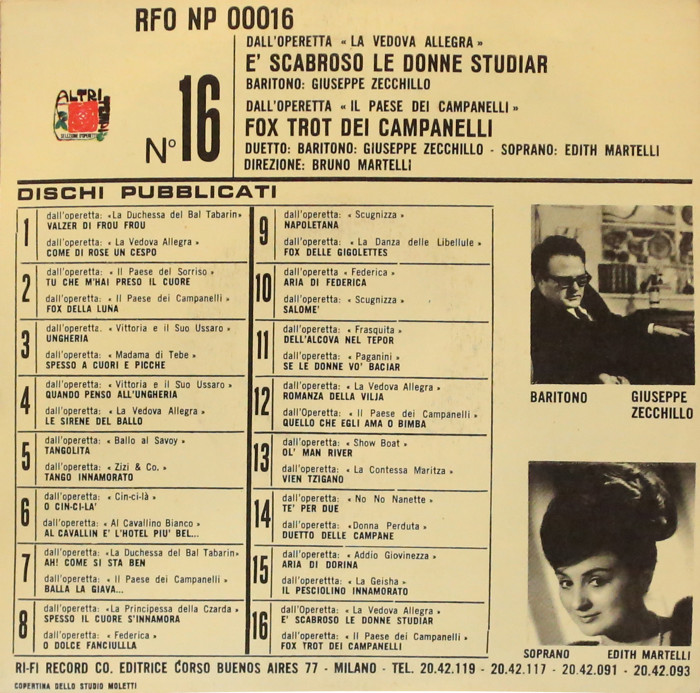 RFO NP 00016
DALL'OPERETTA « LA VEDOVA ALLEGRA »
E' SCABROSO LE DONNE STUDIAR
BARITONO: GIUSEPPE ZECCHILLO
DALL'OPERETTA « IL PAESE DEI CAMPANELLI »
FOX TROT DEI CAMPANELLI
DUETTO: BARITONO: GIUSEPPE ZECCHILLO - SOPRANO: EDITH MARTELLI
DIREZIONE: BRUNO MARTELLI
ALTRI
N° 16
DISCHI PUBBLICATI
1
dall'operetta: «La Duchessa del Bal Tabarin»
VALZER DI FROU FROU
dall'operetta: « La Vedova Allegra »
COME DI ROSE UN CESPO
2
dall'operetta: « Il Paese del Sorriso »
TU CHE M'HAI PRESO IL CUORE
dall'operetta: « Il Paese dei Campanelli »
FOX DELLA LUNA
3
dall'operetta. « Vittoria e il Suo Ussaro »
UNGHERIA
dall'operetta: « Madama di Tebe »
SPESSO A CUORI E PICCHE
4
dall'operetta: «Vittoria e il Suo Ussaro »
QUANDO PENSO ALL'UNGHERIA
dall'operetta: « La Vedova Allegra »
LE SIRENE DEL BALLO
5
dall'operetta: « Ballo al Savoy »
TANGOLITA
dall'operetta: « Zizi & Co. »
TANGO INNAMORATO
6
dall'operetta: « Cin-ci-là »
O CIN-CI-LA'
dall'operetta: « Al Cavallino Bianco »
AL CAVALLIN E' L'HOTEL PIU' BEL...
7
dall'operetta: «La Duchessa del Bal Tabarin»
AH! COME SI STA BEN
dall'operetta: « Il Paese dei Campanelli »
BALLA LA GIAVA...
8
dall'operetta: «La Principessa della Czarda »
SPESSO IL CUORE S'INNAMORA
dall'operetta: « Federica »
O DOLCE FANCIULLLA
9
dall'operetta: « Scugnizza »
NAPOLETANA
dall'operetta: « La Danza delle Libellule »
FOX DELLE GIGOLETTES
10
dall'operetta « Federica »
ARIA DI FEDERICA
dall'operetta: « Scugnizza »
SALOME'
11
dall'operetta: « Frasquita »
DELL'ALCOVA NEL TEPOR
dall'operetta: « Paganini »
SE LE DONNE VO' BACIAR
12
dall'operetta: « La Vedova Allegra »
ROMANZA DELLA VILJA
dall'Operetta: « Il Paese dei Campanelli »
QUELLO CHE EGLI AMA O BIMBA
13
dall'operetta: «Show Boat »
OL' MAN RIVER
dall'operetta: « La Contessa Maritza »
VIEN TZIGANO
14
dall'operetta: « No No Nanette »
TE' PER DUE
dall'operetta: «Donna Perduta »
DUETTO DELLE CAMPANE
15
dall'operetta: « Addio Giovinezza »
ARIA DI DORINA
dall'operettta: « La Geisha »
IL PESCIOLINO INNAMORATO
16
dall'Operetta: « La Vedova Allegra »
E' SCABROSO LE DONNE STUDIAR
dall'operetta: « Il Paese dei Campanelli »
FOX TROT DEI CAMPANELLI
BARITONO GIUSEPPE
ZECCHILLO
SOPRANO EDITH MARTELLI
RI-FI RECORD CO. EDITRICE CORSO BUENOS AIRES 77 - MILANO - TEL. 20.42.119 - 20.42.117 - 20.42.091 - 20.42.093
COPERTINA DELLO STUDIO MOLETTI